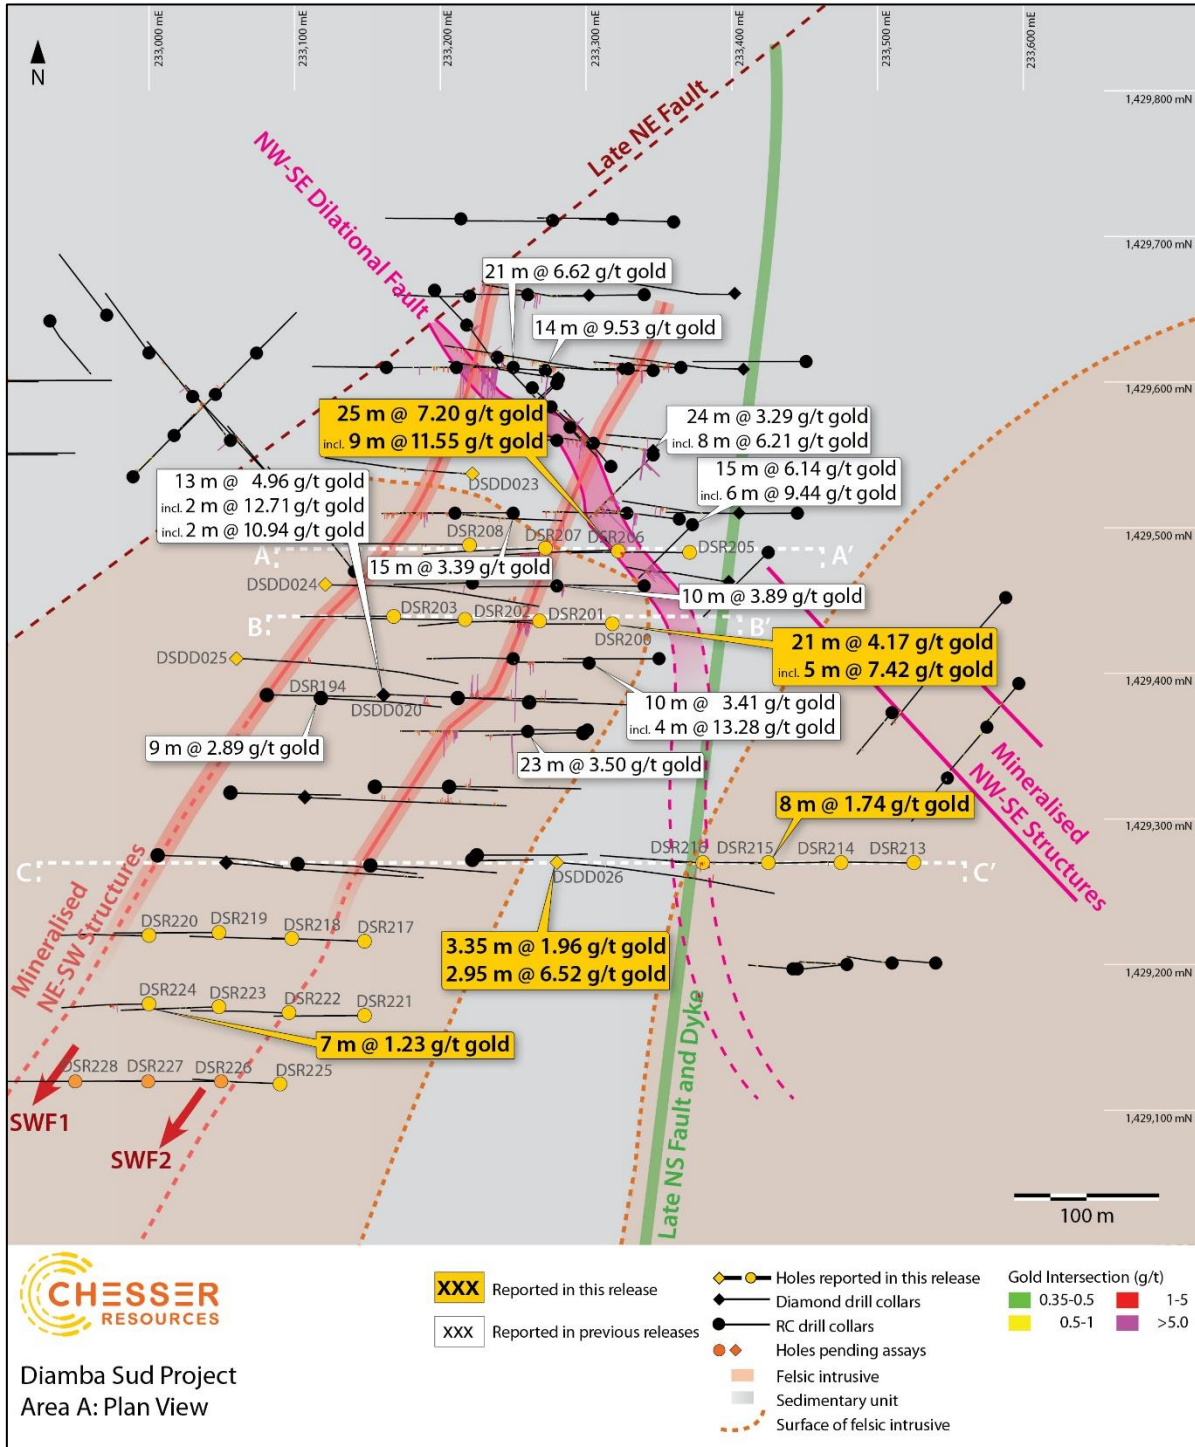 233,000 mE
233,100 mE
233,200 mE
233,300 mE
233,400 mE
233,500 mE
233,600 mE
N
1,429,800 mN
Late NE Fault
NW-SE Dilational Fault
1,429,700 mN
21 m @ 6.62 g/t gold
14 m @ 9.53 g/t gold
1,429,600 mN
25 m @ 7.20 g/t gold
incl. 9 m @ 11.55 g/t gold
24 m @ 3.29 g/t gold
incl. 8 m @ 6.21 g/t gold
15 m @ 6.14 g/t gold
incl. 6 m @ 9.44 g/t gold
13 m @ 4.96 g/t gold
incl. 2 m @ 12.71 g/t gold
incl. 2 m @ 10.94 g/t gold
DSDD023
1,429,500 mN
DSR208
DSR207
DSR206
DSR205
A
A'
15 m @ 3.39 g/t gold
DSDD024
10 m @ 3.89 g/t gold
DSR203
DSR202
DSR201
DSR200
B
B'
21 m @ 4.17 g/t gold
incl. 5 m @ 7.42 g/t gold
DSDD025
1,429,400 mN
DSR194
DSDD020
10 m @ 3.41 g/t gold
incl. 4 m @ 13.28 g/t gold
9 m @ 2.89 g/t gold
23 m @ 3.50 g/t gold
Mineralised
NW-SE Structures
8 m @ 1.74 g/t gold
1,429,300 mN
DSR216
DSR215
DSR214
DSR213
C
C'
DSDD026
Mineralised
NE-SW Structures
DSR220
DSR219
DSR218
DSR217
3.35 m @ 1.96 g/t gold
2.95 m @ 6.52 g/t gold
1,429,200 mN
DSR224
DSR223
DSR222
DSR221
7 m @ 1.23 g/t gold
Late NS Fault and Dyke
DSR228
DSR227
DSR226
DSR225
1,429,100 mN
SWF1
SWF2
100 m
CHESSER
RESOURCES
Diamba Sud Project
Area A: Plan View
XXX Reported in this release
XXX Reported in previous releases
Holes reported in this release
Diamond drill collars
RC drill collars
Holes pending assays
Felsic intrusive
Sedimentary unit
Surface of felsic intrusive
Gold Intersection (g/t)
0.35-0.5
1-5
0.5-1
>5.0